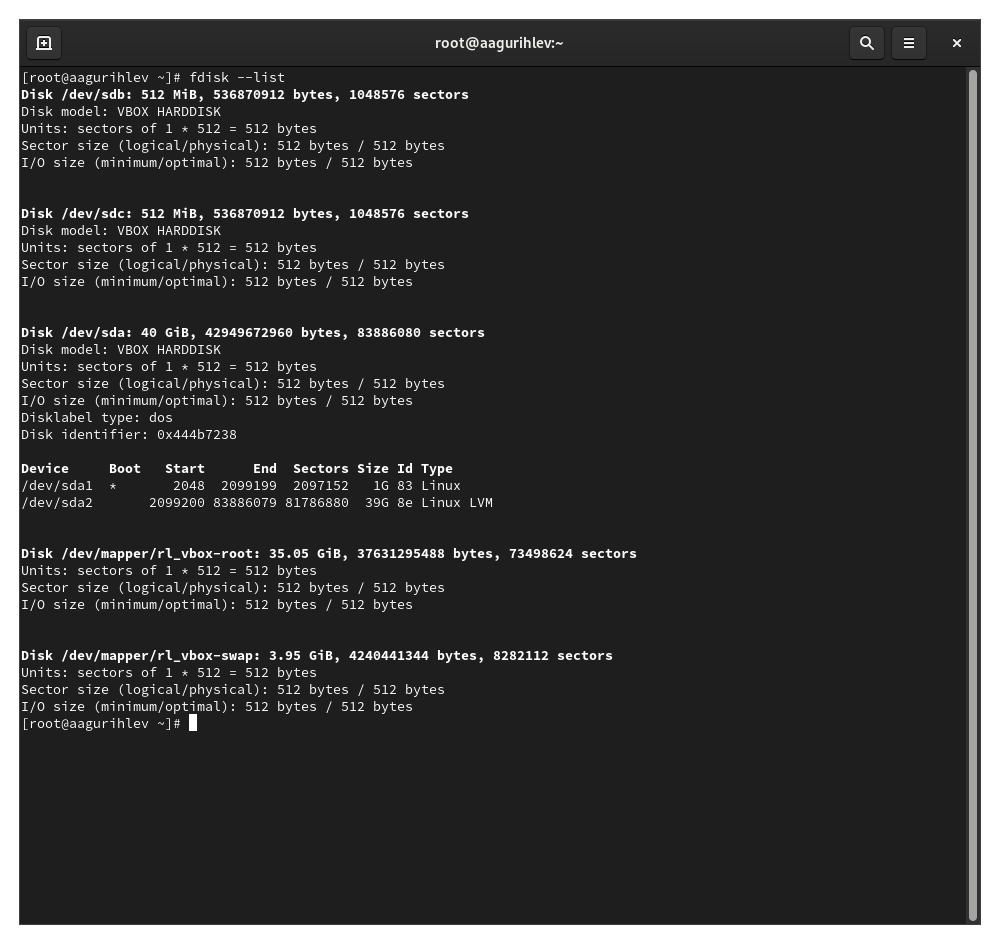 root@aagurihlev:~
[root@aagurihlev ~]# fdisk --list
Disk /dev/sdb: 512 MiB, 536870912 bytes, 1048576 sectors
Disk model: VBOX HARDDISK
Units: sectors of 1 * 512 = 512 bytes
Sector size (logical/physical): 512 bytes / 512 bytes
I/O size (minimum/optimal): 512 bytes / 512 bytes
Disk /dev/sdc: 512 MiB, 536870912 bytes, 1048576 sectors
Disk model: VBOX HARDDISK
Units: sectors of 1 * 512 = 512 bytes
Sector size (logical/physical): 512 bytes / 512 bytes
I/O size (minimum/optimal): 512 bytes / 512 bytes
Disk /dev/sda: 40 GiB, 42949672960 bytes, 83886080 sectors
Disk model: VBOX HARDDISK
Units: sectors of 1 * 512 = 512 bytes
Sector size (logical/physical): 512 bytes / 512 bytes
I/O size (minimum/optimal): 512 bytes / 512 bytes
Disklabel type: dos
Disk identifier: 0x444b7238
Device     Boot   Start      End  Sectors Size Id Type
/dev/sda1  *       2048  2099199  2097152   1G 83 Linux
/dev/sda2       2099200 83886079 81786880  39G 8e Linux LVM
Disk /dev/mapper/rl_vbox-root: 35.05 GiB, 37631295488 bytes, 73498624 sectors
Units: sectors of 1 * 512 = 512 bytes
Sector size (logical/physical): 512 bytes / 512 bytes
I/O size (minimum/optimal): 512 bytes / 512 bytes
Disk /dev/mapper/rl_vbox-swap: 3.95 GiB, 4240441344 bytes, 8282112 sectors
Units: sectors of 1 * 512 = 512 bytes
Sector size (logical/physical): 512 bytes / 512 bytes
I/O size (minimum/optimal): 512 bytes / 512 bytes
[root@aagurihlev ~]#